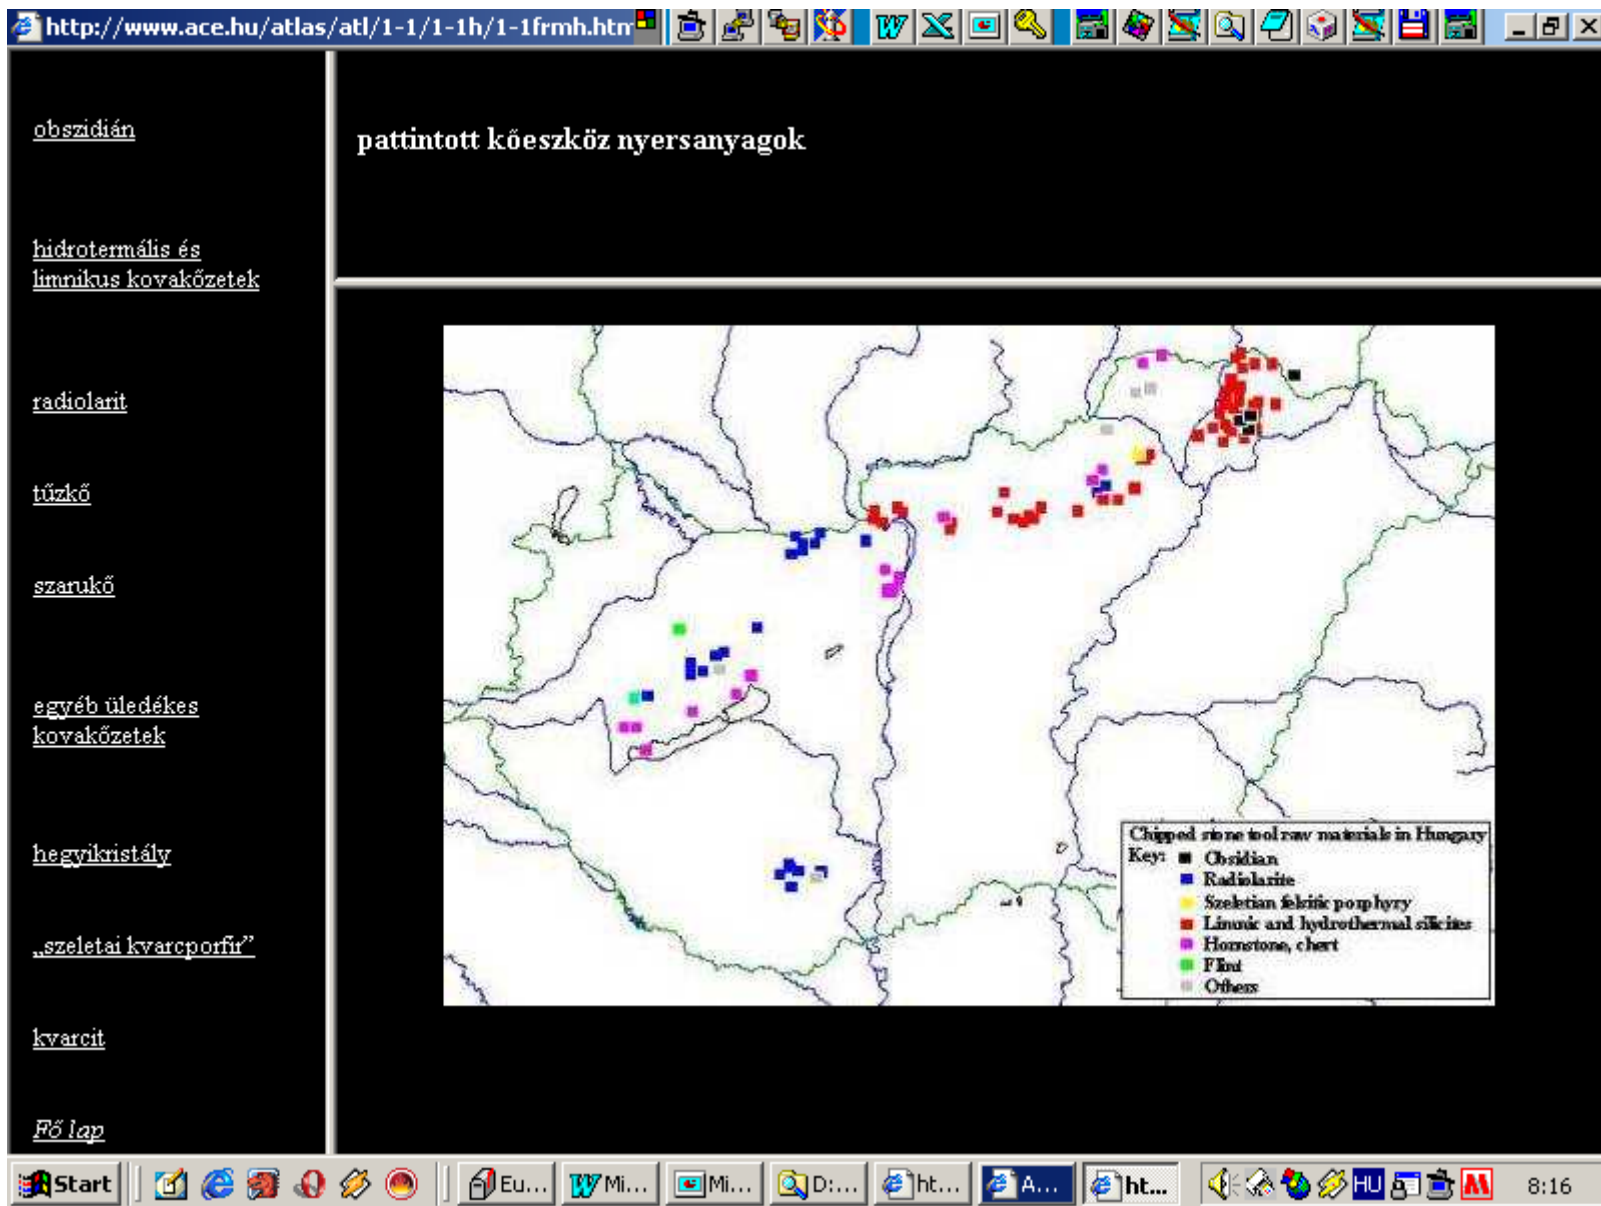 http://www.ace.hu/atlas/atl/1-1/1-1h/1-1frmh.htm
obszidián
hidrotermális és
limnikus kovakőzetek
radiolarit
tűzkő
szarukő
egyéb üledékes
kovakőzetek
hegyikristály
„szeletai kvarcporfir”
kvarcit
Fő lap
pattintott kőeszköz nyersanyagok
Chipped stone tool raw materials in Hungary
Key:
Obsidian
Radiolarite
Szeletian felsitic porphyry
Limnic and hydrothermal silicites
Hornstone, chert
Flint
Others
Start
Eu...
Mi...
Mi...
D:...
ht...
A...
ht...
HU
8:16